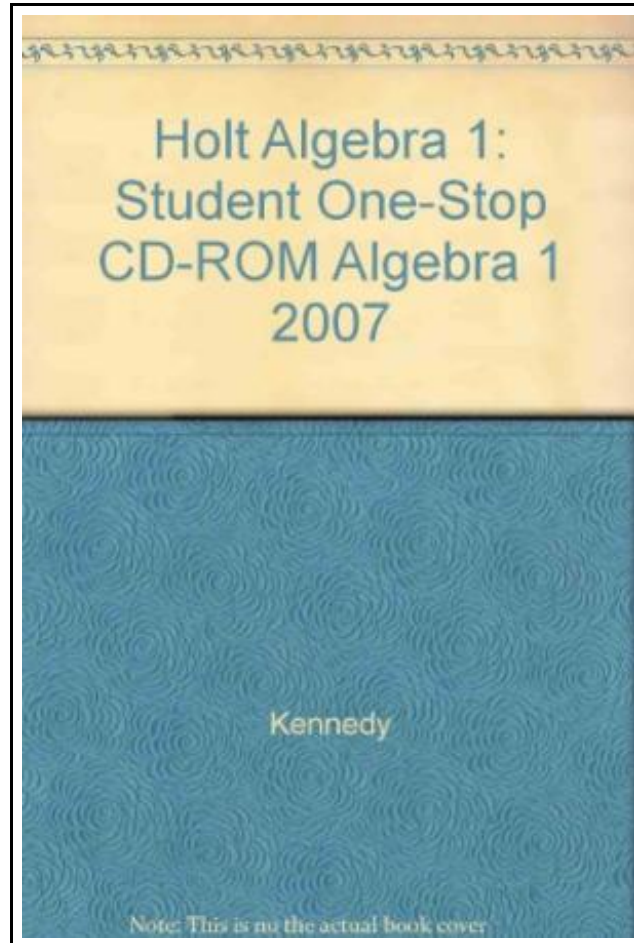 Holt Algebra 1:
Student One-Stop
CD-ROM Algebra 1
2007
Kennedy
Note: This is no the actual book cover